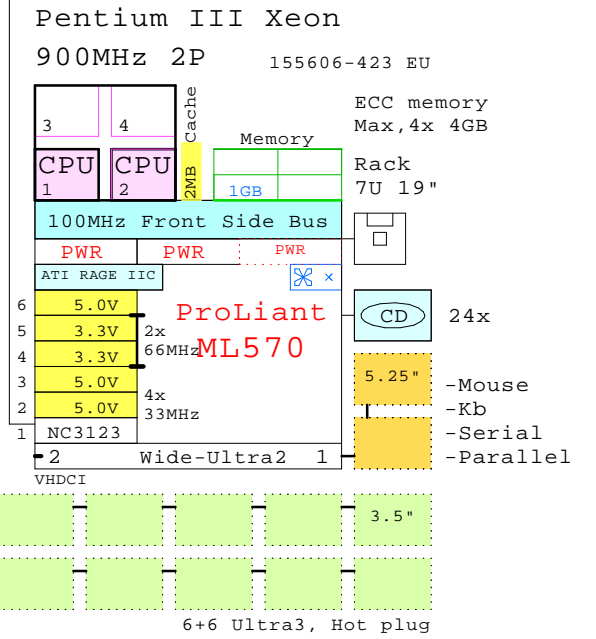 Pentium III Xeon
900MHz 2P
155606-423 EU
3
4
2MB Cache
ECC memory
Max,4x 4GB
Memory
CPU
1
CPU
2
1GB
Rack
7U 19"
100MHz Front Side Bus
PWR
PWR
PWR
ATI RAGE IIC
×
6
5.0V
ProLiant
ML570
CD
24x
5
3.3V
2x
66MHz
4
3.3V
3
5.0V
4x
33MHz
2
5.0V
1
NC3123
5.25"
-Mouse
-Kb
-Serial
-Parallel
2
Wide-Ultra2
1
VHDCI
3.5"
6+6 Ultra3, Hot plug